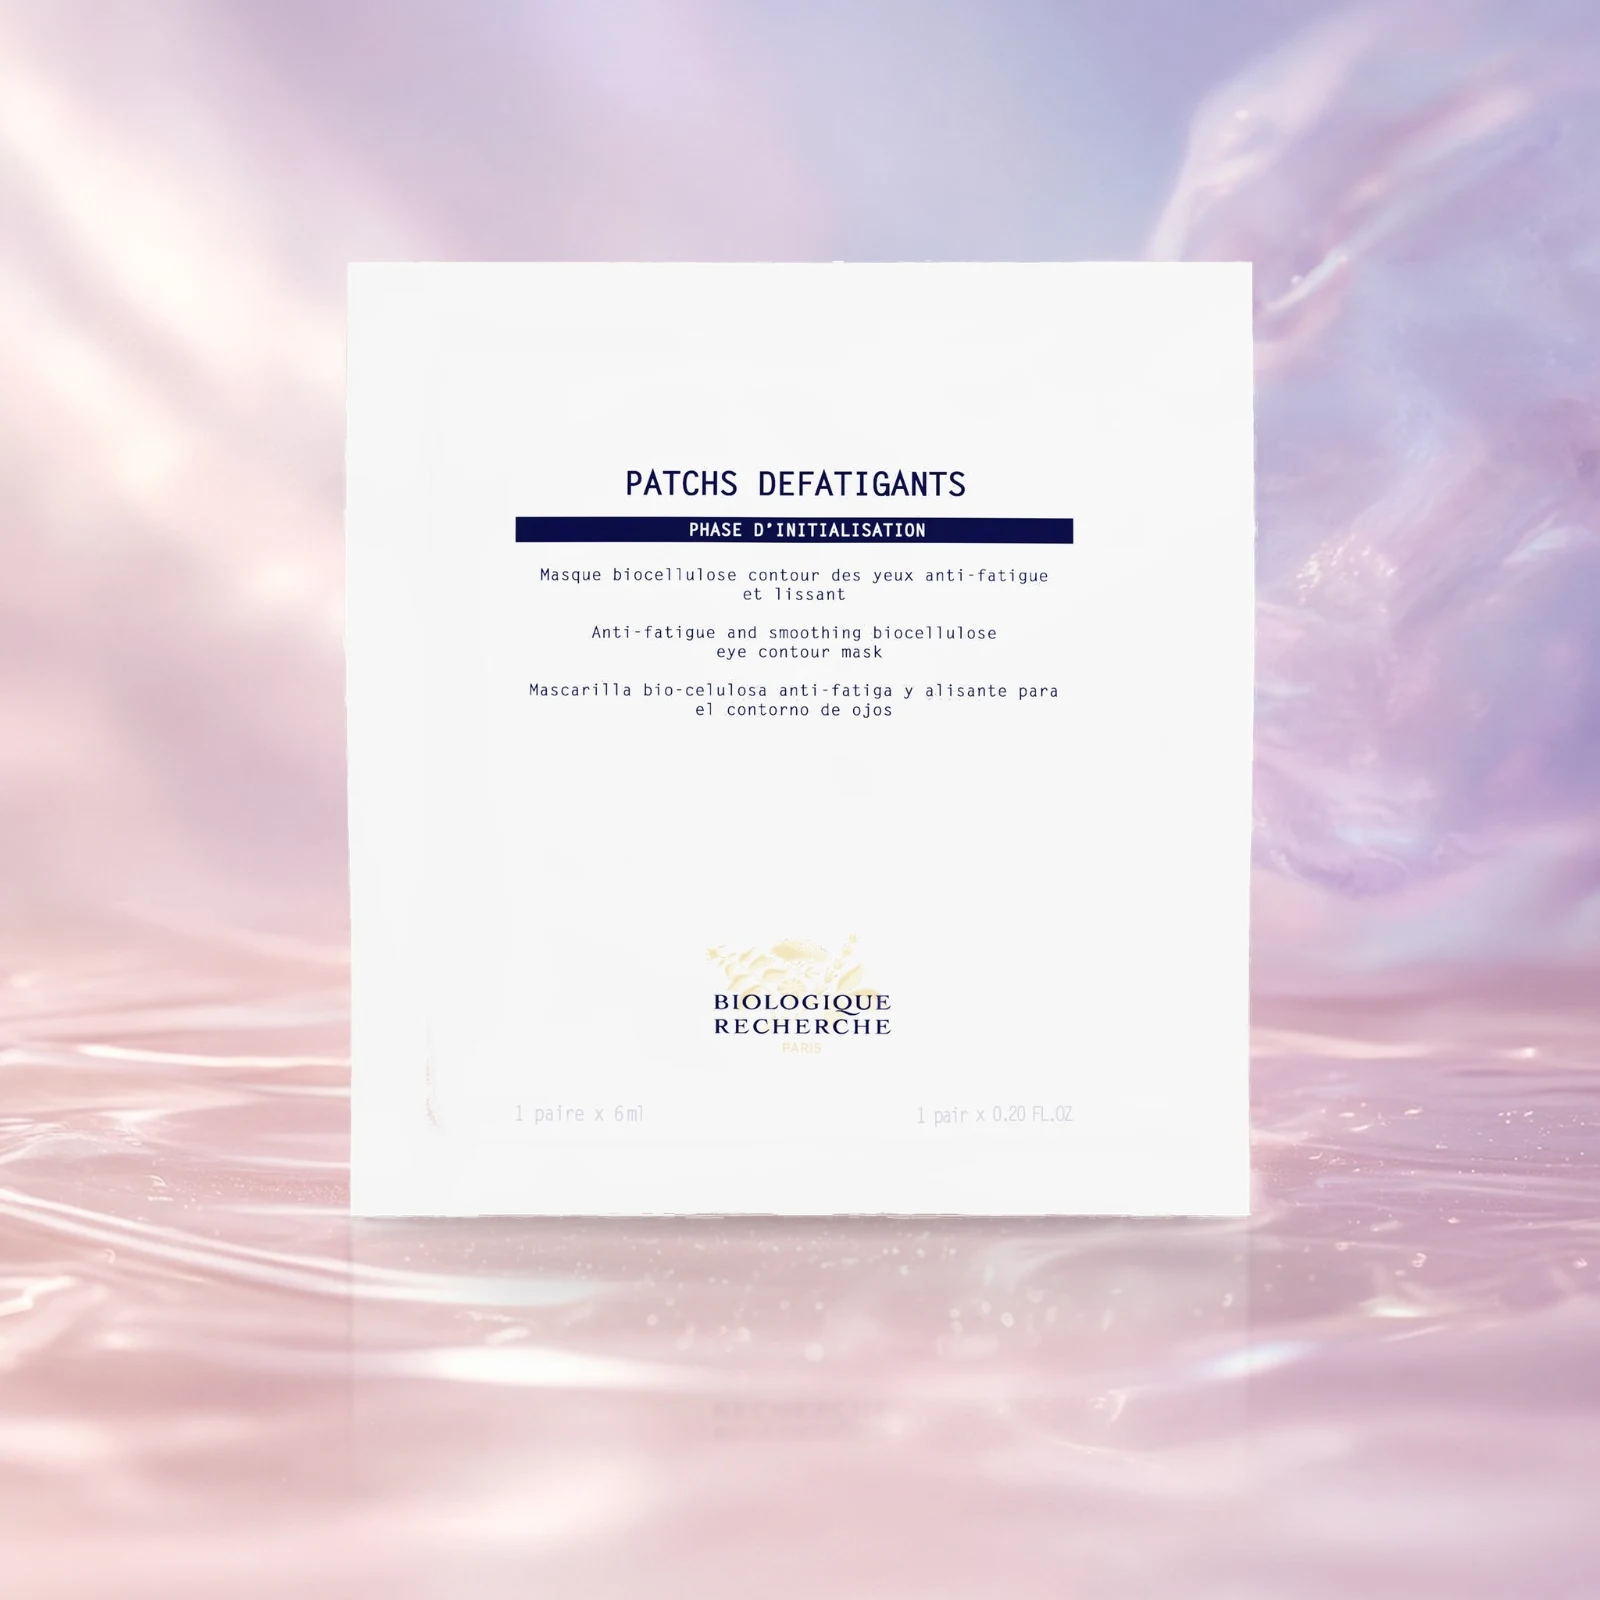 PATCHS DEFATIGANTS
PHASE D'INITIALISATION
Masque biocellulose contour des yeux anti-fatigue
et lissant
Anti-fatigue and smoothing biocellulose
eye contour mask
Mascarilla bio-celulosa anti-fatiga y alisante para
el contorno de ojos
BIOLOGIQUE
RECHERCHE
PARIS
1 paire x 6ml
1 pair x 0.20 FL.OZ